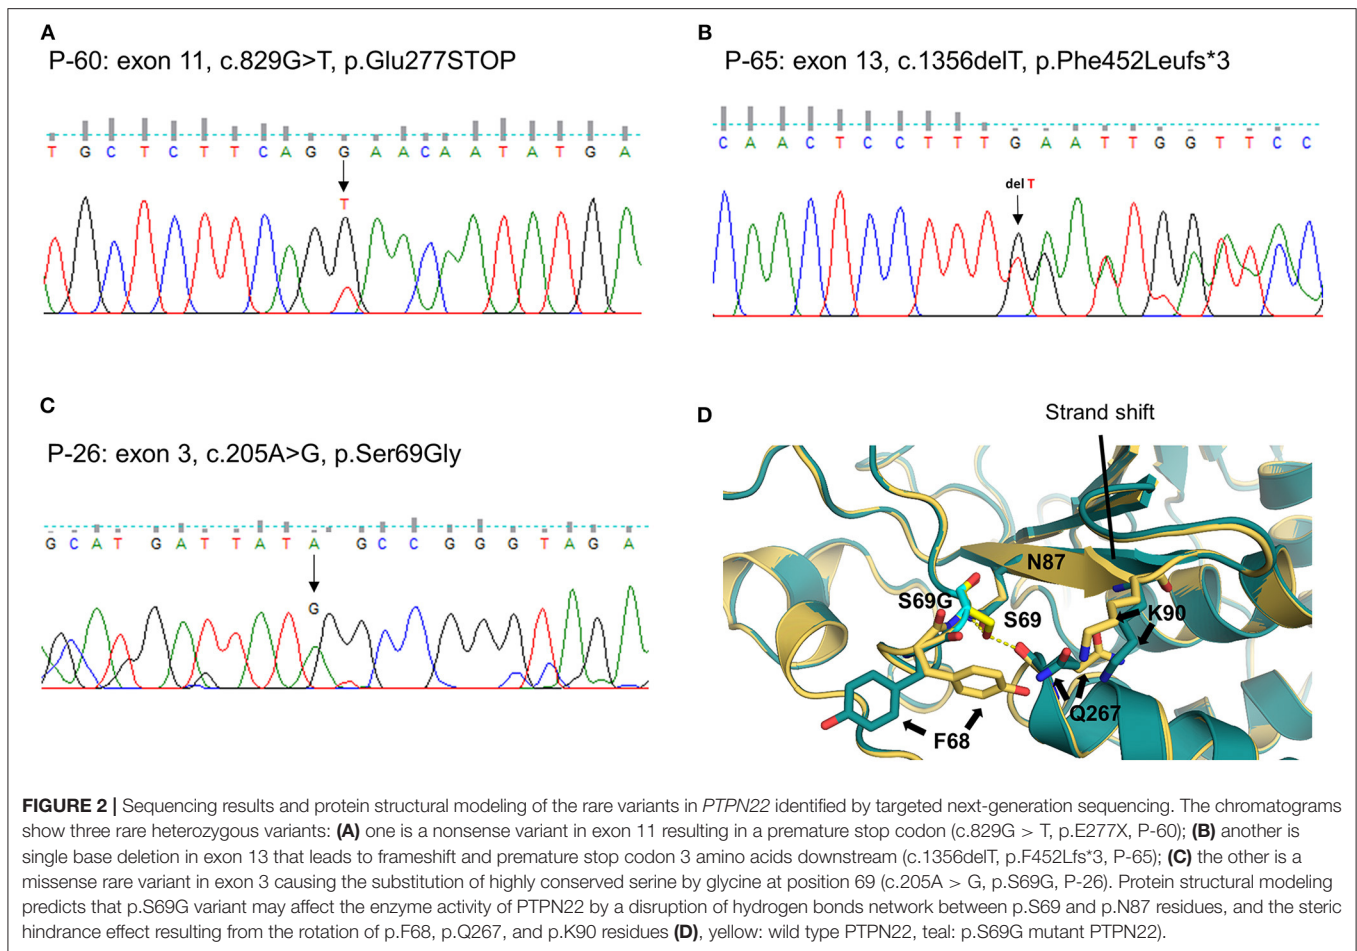 A
P-60: exon 11, c.829G>T, p.Glu277STOP
T G C T C T T C A G G A A C A A T A T G A
T
B
P-65: exon 13, c.1356delT, p.Phe452Leufs*3
C A A C T C C T T T G A A T T G G T T C C
del T
C
P-26: exon 3, c.205A>G, p.Ser69Gly
G C A T G A T T A T A G C C G G G T A G A
G
D
Strand shift
N87
S69G
S69
K90
Q267
F68
FIGURE 2 | Sequencing results and protein structural modeling of the rare variants in PTPN22 identified by targeted next-generation sequencing. The chromatograms
show three rare heterozygous variants: (A) one is a nonsense variant in exon 11 resulting in a premature stop codon (c.829G > T, p.E277X, P-60); (B) another is
single base deletion in exon 13 that leads to frameshift and premature stop codon 3 amino acids downstream (c.1356delT, p.F452Lfs*3, P-65); (C) the other is a
missense rare variant in exon 3 causing the substitution of highly conserved serine by glycine at position 69 (c.205A > G, p.S69G, P-26). Protein structural modeling
predicts that p.S69G variant may affect the enzyme activity of PTPN22 by a disruption of hydrogen bonds network between p.S69 and p.N87 residues, and the steric
hindrance effect resulting from the rotation of p.F68, p.Q267, and p.K90 residues (D), yellow: wild type PTPN22, teal: p.S69G mutant PTPN22).